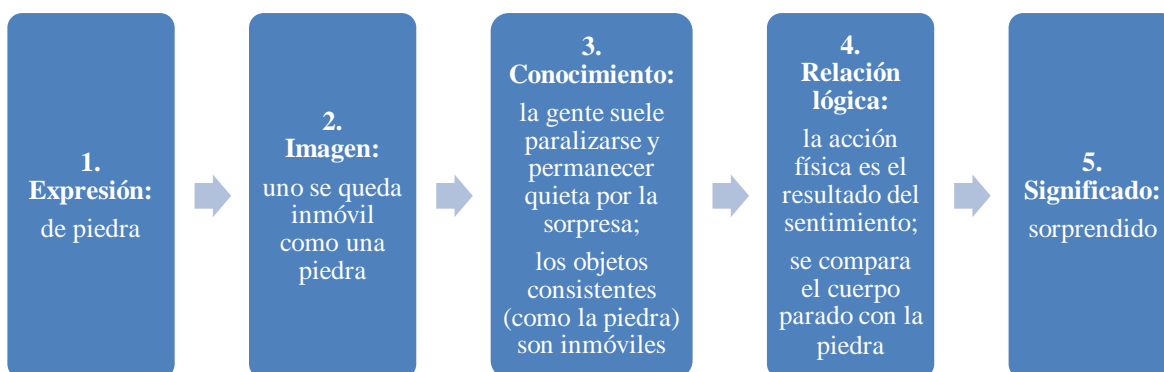 1.
Expresión:
de piedra
2.
Imagen:
uno se queda
inmóvil
como una
piedra
3.
Conocimiento:
la gente suele
paralizarse y
permanecer
quieta por la
sorpresa;
los objetos
consistentes
(como la piedra)
son inmóviles
4.
Relación
lógica:
la acción
física es el
resultado del
sentimiento;
se compara
el cuerpo
parado con la
piedra
5.
Significado:
sorprendido